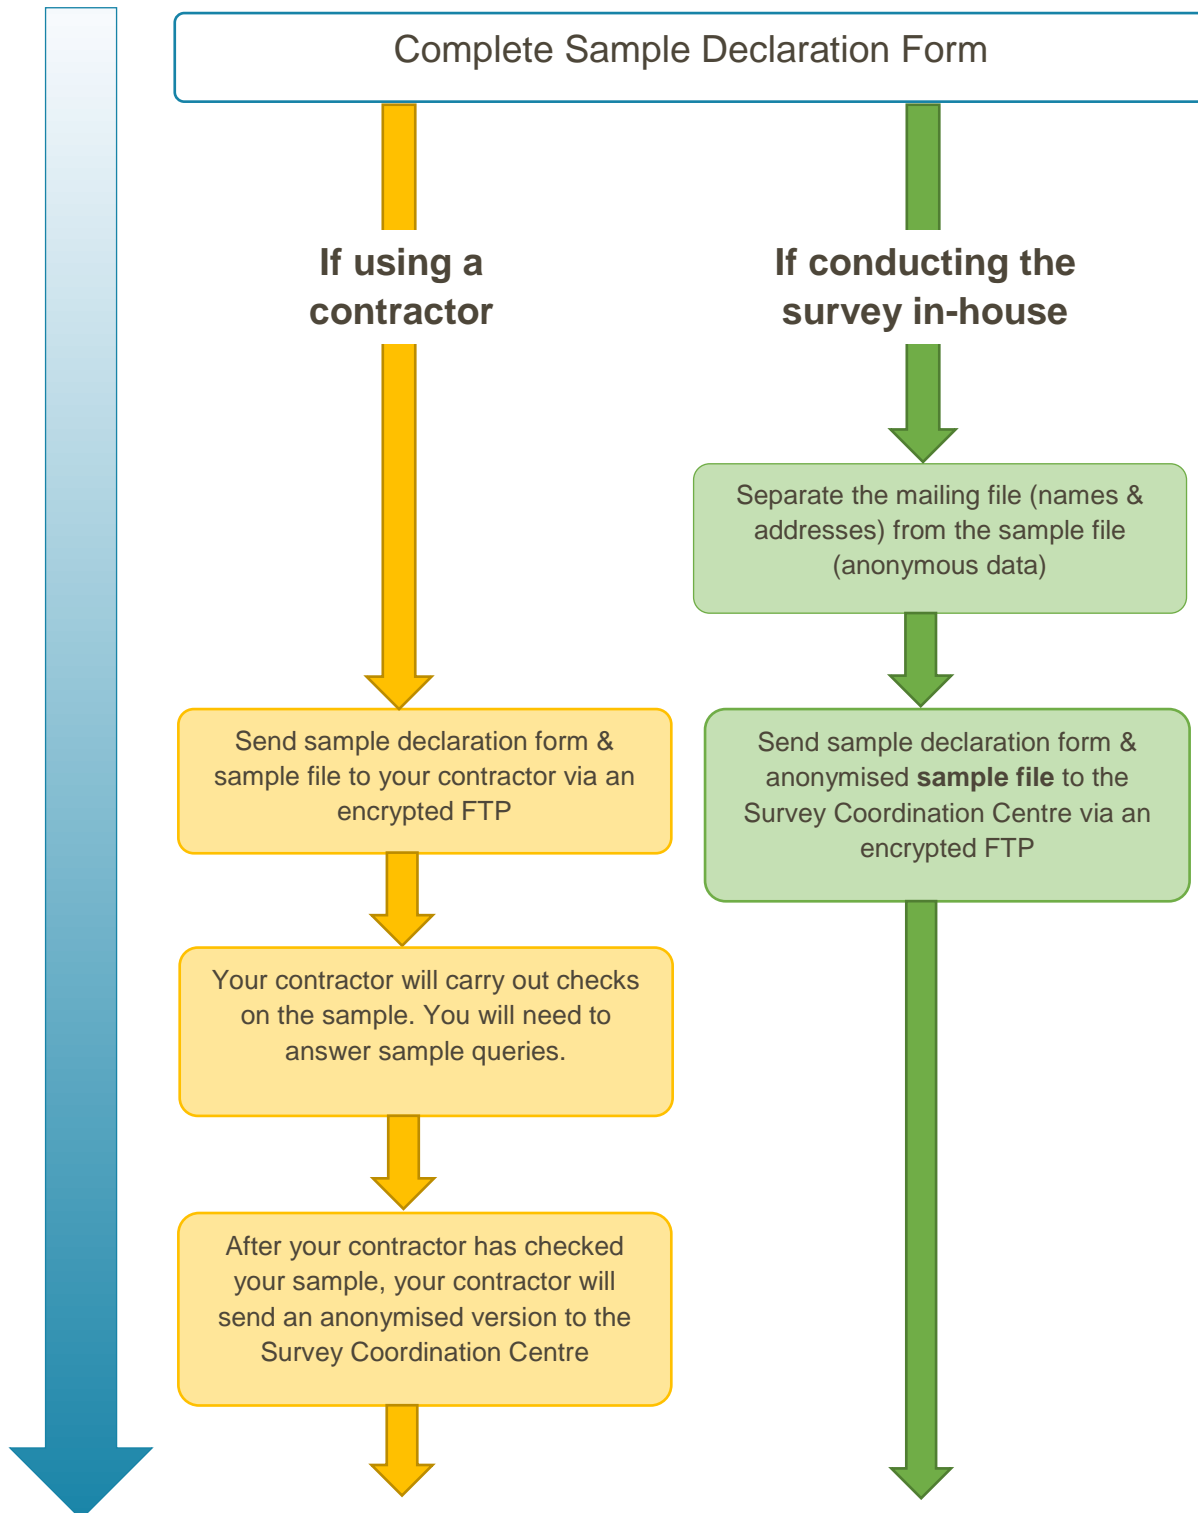 Complete Sample Declaration Form
If using a
contractor
If conducting the
survey in-house
Separate the mailing file (names &
addresses) from the sample file
(anonymous data)
Send sample declaration form &
sample file to your contractor via an
encrypted FTP
Send sample declaration form &
anonymised sample file to the
Survey Coordination Centre via an
encrypted FTP
Your contractor will carry out checks
on the sample. You will need to
answer sample queries.
After your contractor has checked
your sample, your contractor will
send an anonymised version to the
Survey Coordination Centre